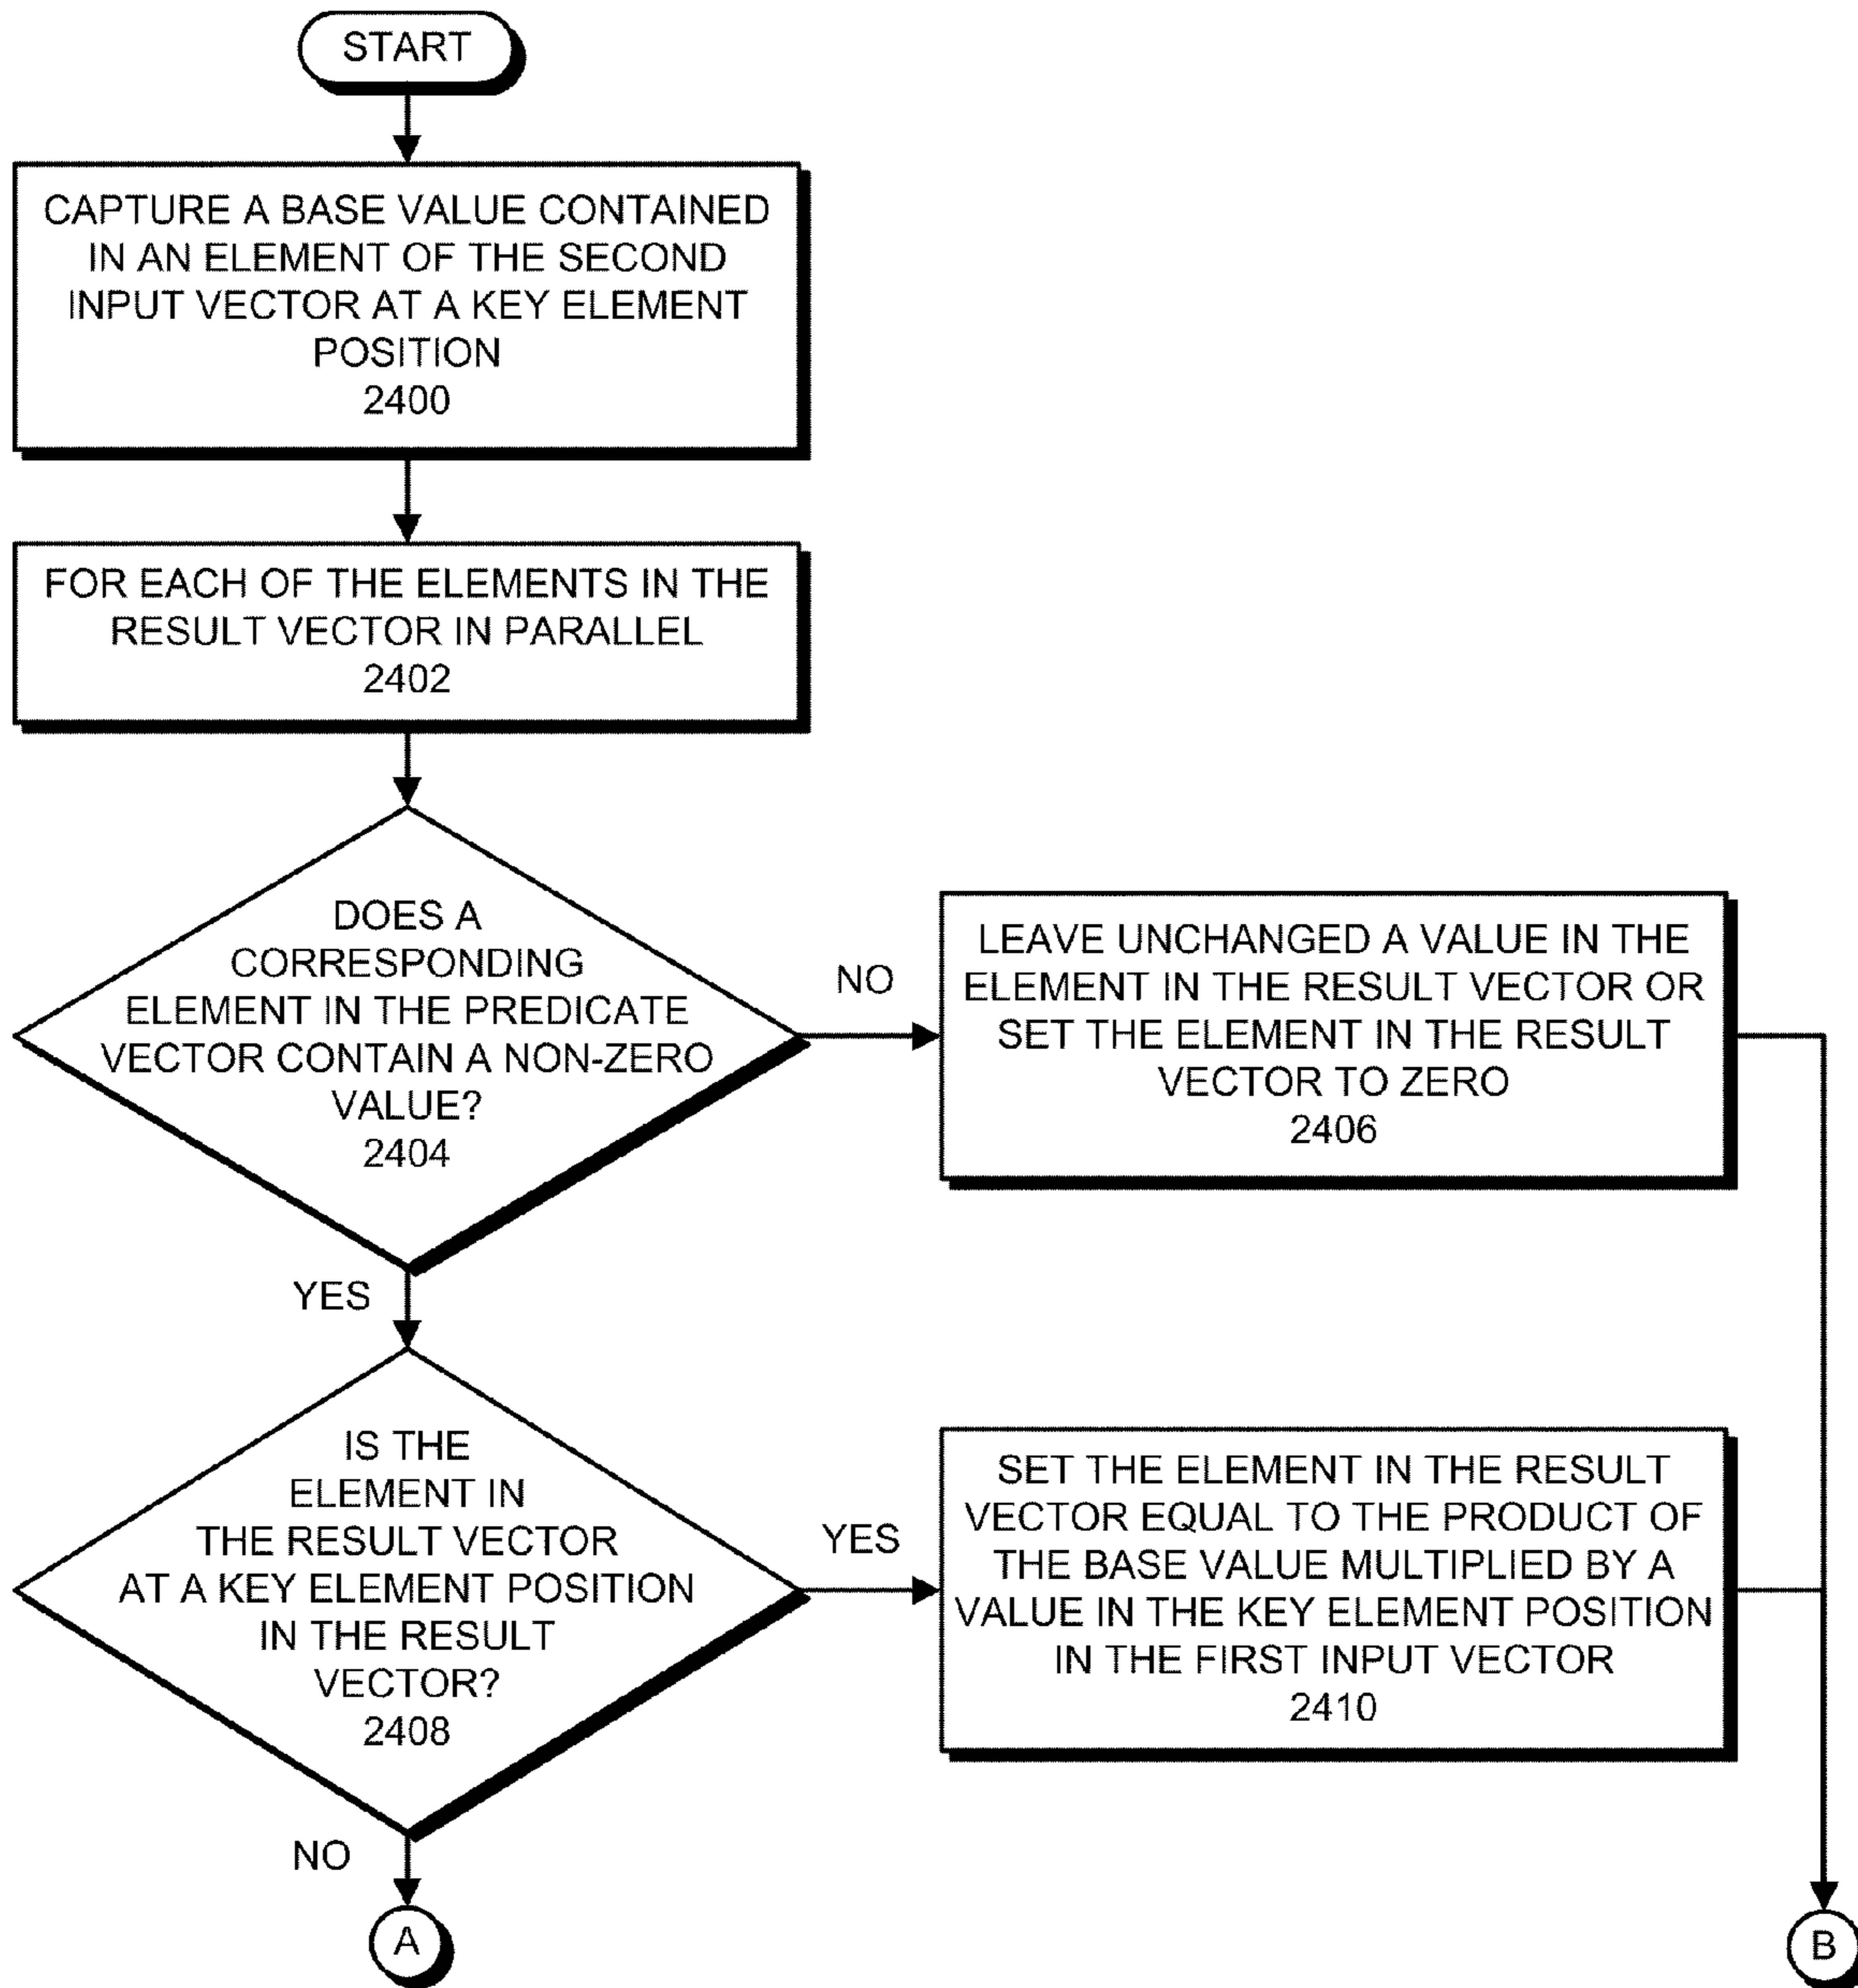 START
CAPTURE A BASE VALUE CONTAINED
IN AN ELEMENT OF THE SECOND
INPUT VECTOR AT A KEY ELEMENT
POSITION
2400
FOR EACH OF THE ELEMENTS IN THE
RESULT VECTOR IN PARALLEL
2402
DOES A
CORRESPONDING
ELEMENT IN THE PREDICATE
VECTOR CONTAIN A NON-ZERO
VALUE?
2404
NO
LEAVE UNCHANGED A VALUE IN THE
ELEMENT IN THE RESULT VECTOR OR
SET THE ELEMENT IN THE RESULT
VECTOR TO ZERO
2406
YES
IS THE
ELEMENT IN
THE RESULT VECTOR
AT A KEY ELEMENT POSITION
IN THE RESULT
VECTOR?
2408
YES
SET THE ELEMENT IN THE RESULT
VECTOR EQUAL TO THE PRODUCT OF
THE BASE VALUE MULTIPLIED BY A
VALUE IN THE KEY ELEMENT POSITION
IN THE FIRST INPUT VECTOR
2410
NO
A
B